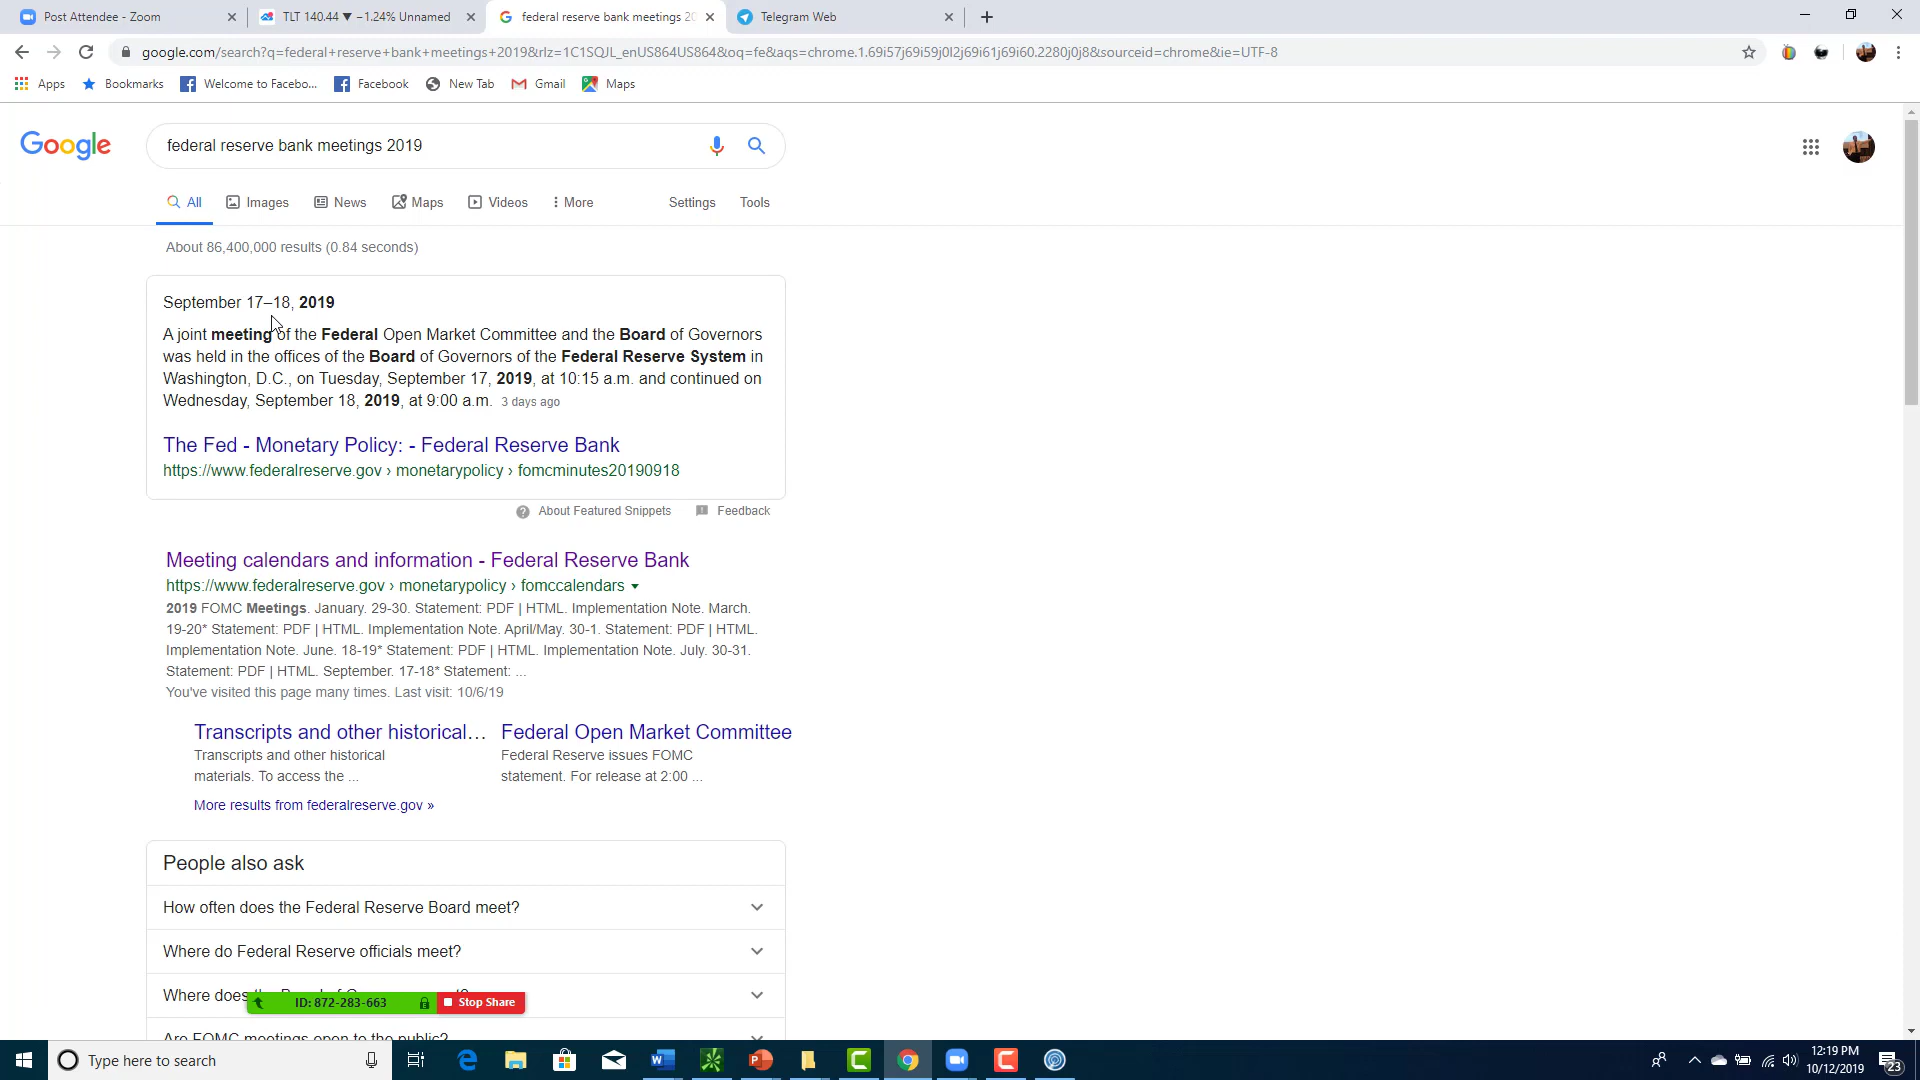 Post Attendee - Zoom
TLT 140.44 ▼ −1.24% Unnamed
federal reserve bank meetings 20
Telegram Web
google.com/search?q=federal+reserve+bank+meetings+2019&rlz=1C1SQJL_enUS864US864&oq=fe&aqs=chrome.1.69i57j69i59j0l2j69i61j69i60.2280j0j8&sourceid=chrome&ie=UTF-8
Apps
Bookmarks
Welcome to Facebo...
Facebook
New Tab
Gmail
Maps
Google
federal reserve bank meetings 2019
All
Images
News
Maps
Videos
More
Settings
Tools
About 86,400,000 results (0.84 seconds)
September 17–18, 2019
A joint meeting of the Federal Open Market Committee and the Board of Governors
was held in the offices of the Board of Governors of the Federal Reserve System in
Washington, D.C., on Tuesday, September 17, 2019, at 10:15 a.m. and continued on
Wednesday, September 18, 2019, at 9:00 a.m. 3 days ago
The Fed - Monetary Policy: - Federal Reserve Bank
https://www.federalreserve.gov › monetarypolicy › fomcminutes20190918
About Featured Snippets
Feedback
Meeting calendars and information - Federal Reserve Bank
https://www.federalreserve.gov › monetarypolicy › fomccalendars
2019 FOMC Meetings. January. 29-30. Statement: PDF | HTML. Implementation Note. March.
19-20* Statement: PDF | HTML. Implementation Note. April/May. 30-1. Statement: PDF | HTML.
Implementation Note. June. 18-19* Statement: PDF | HTML. Implementation Note. July. 30-31.
Statement: PDF | HTML. September. 17-18* Statement: ...
You've visited this page many times. Last visit: 10/6/19
Transcripts and other historical...
Transcripts and other historical
materials. To access the ...
Federal Open Market Committee
Federal Reserve issues FOMC
statement. For release at 2:00 ...
More results from federalreserve.gov »
People also ask
How often does the Federal Reserve Board meet?
Where do Federal Reserve officials meet?
Where does
ID: 872-283-663
Stop Share
Are FOMC meetings open to the public?
Type here to search
12:19 PM
10/12/2019
23